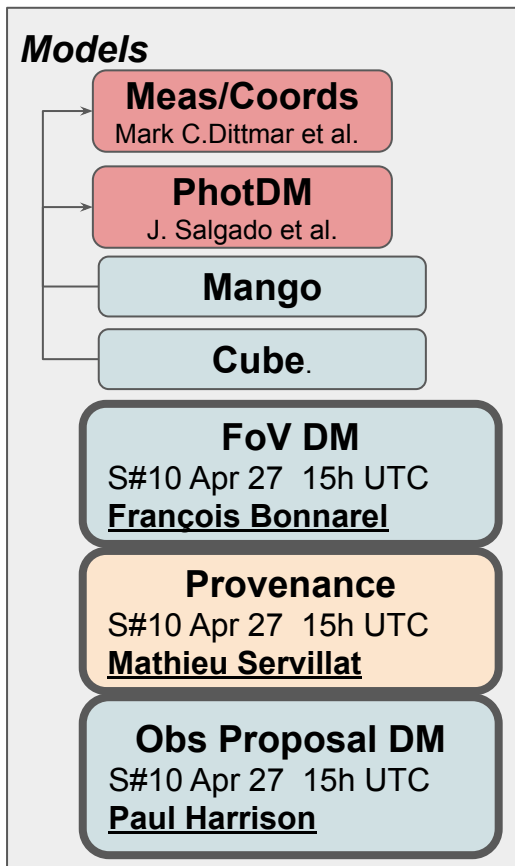 Models
Meas/Coords
Mark C.Dittmar et al.
PhotDM
J. Salgado et al.
Mango
Cube.
FoV DM
S#10 Apr 27 15h UTC
François Bonnarel
Provenance
S#10 Apr 27 15h UTC
Mathieu Servillat
Obs Proposal DM
S#10 Apr 27 15h UTC
Paul Harrison